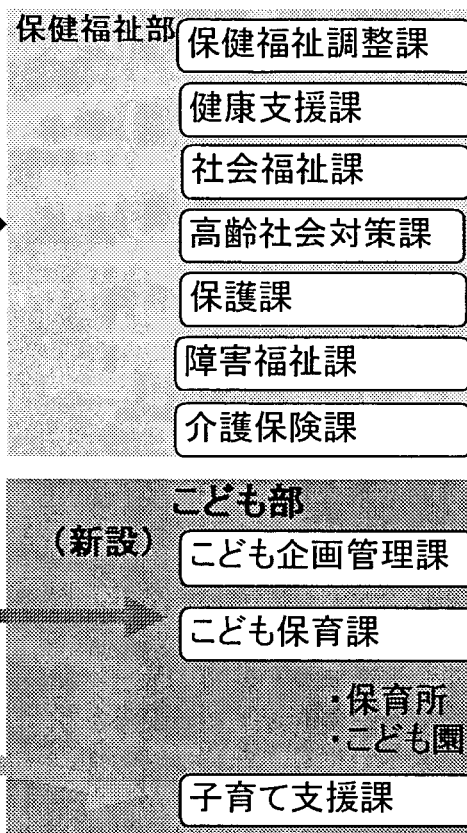 保健福祉部
保健福祉調整課
健康支援課
社会福祉課
高齢社会対策課
保護課
障害福祉課
介護保険課
こども部
(新設)
こども企画管理課
こども保育課
・保育所
・こども園
子育て支援課